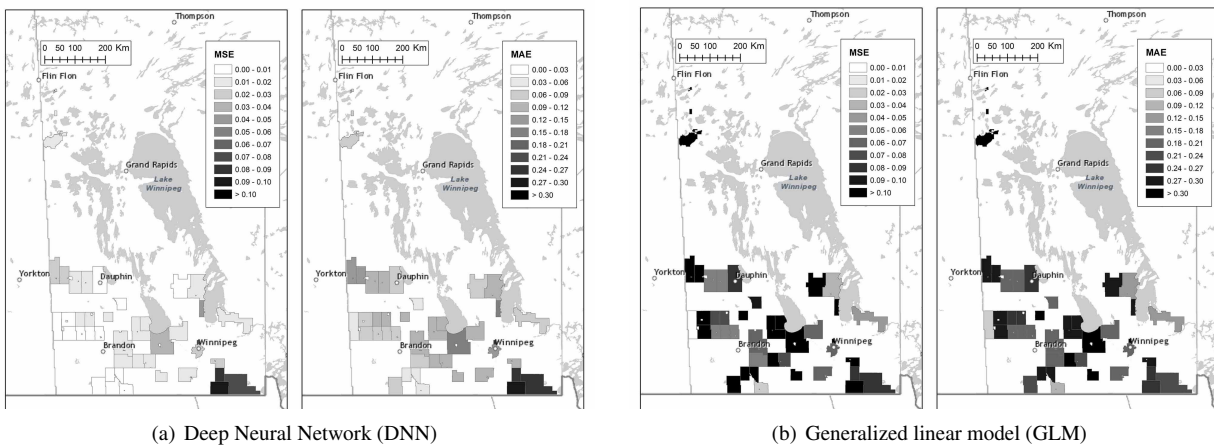 Thompson
0 50 100 200 Km
Flin Flon
MSE
0.00 - 0.01
0.01 - 0.02
0.02 - 0.03
0.03 - 0.04
0.04 - 0.05
0.05 - 0.06
0.06 - 0.07
0.07 - 0.08
0.08 - 0.09
0.09 - 0.10
> 0.10
Grand Rapids
Lake
Winnipeg
Yorkton
Dauphin
Brandon
Winnipeg
Thompson
0 50 100 200 Km
Flin Flon
MAE
0.00 - 0.03
0.03 - 0.06
0.06 - 0.09
0.09 - 0.12
0.12 - 0.15
0.15 - 0.18
0.18 - 0.21
0.21 - 0.24
0.24 - 0.27
0.27 - 0.30
> 0.30
Grand Rapids
Lake
Winnipeg
Yorkton
Dauphin
Brandon
Winnipeg
(a) Deep Neural Network (DNN)
Thompson
0 50 100 200 Km
Flin Flon
MSE
0.00 - 0.01
0.01 - 0.02
0.02 - 0.03
0.03 - 0.04
0.04 - 0.05
0.05 - 0.06
0.06 - 0.07
0.07 - 0.08
0.08 - 0.09
0.09 - 0.10
> 0.10
Grand Rapids
Lake
Winnipeg
Yorkton
Dauphin
Brandon
Winnipeg
Thompson
0 50 100 200 Km
Flin Flon
MAE
0.00 - 0.03
0.03 - 0.06
0.06 - 0.09
0.09 - 0.12
0.12 - 0.15
0.15 - 0.18
0.18 - 0.21
0.21 - 0.24
0.24 - 0.27
0.27 - 0.30
> 0.30
Grand Rapids
Lake
Winnipeg
Yorkton
Dauphin
Brandon
Winnipeg
(b) Generalized linear model (GLM)